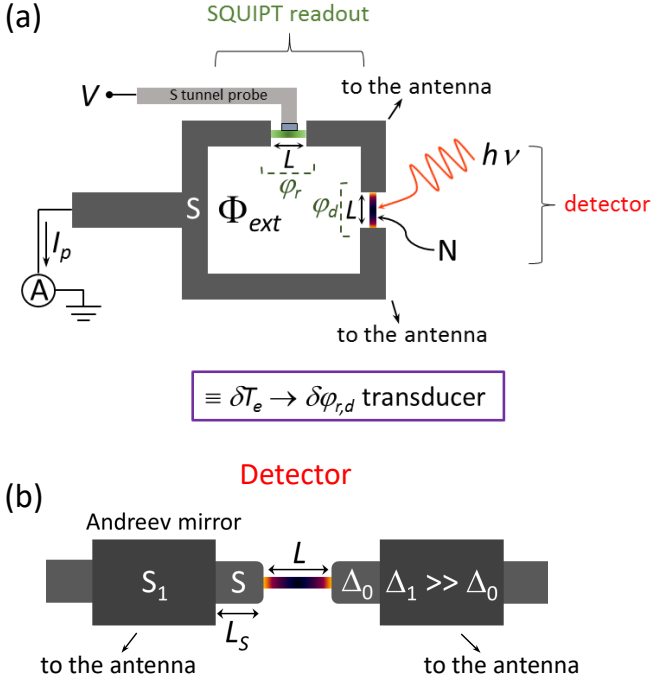 (a)
SQUIPT readout
V
S tunnel probe
to the antenna
L
φr
hν
S
Φext
φd
L
detector
N
Ip
A
to the antenna
≡ δTe → δφr,d transducer
Detector
(b)
Andreev mirror
L
S1
S
Δ0
Δ1 >> Δ0
LS
to the antenna
to the antenna